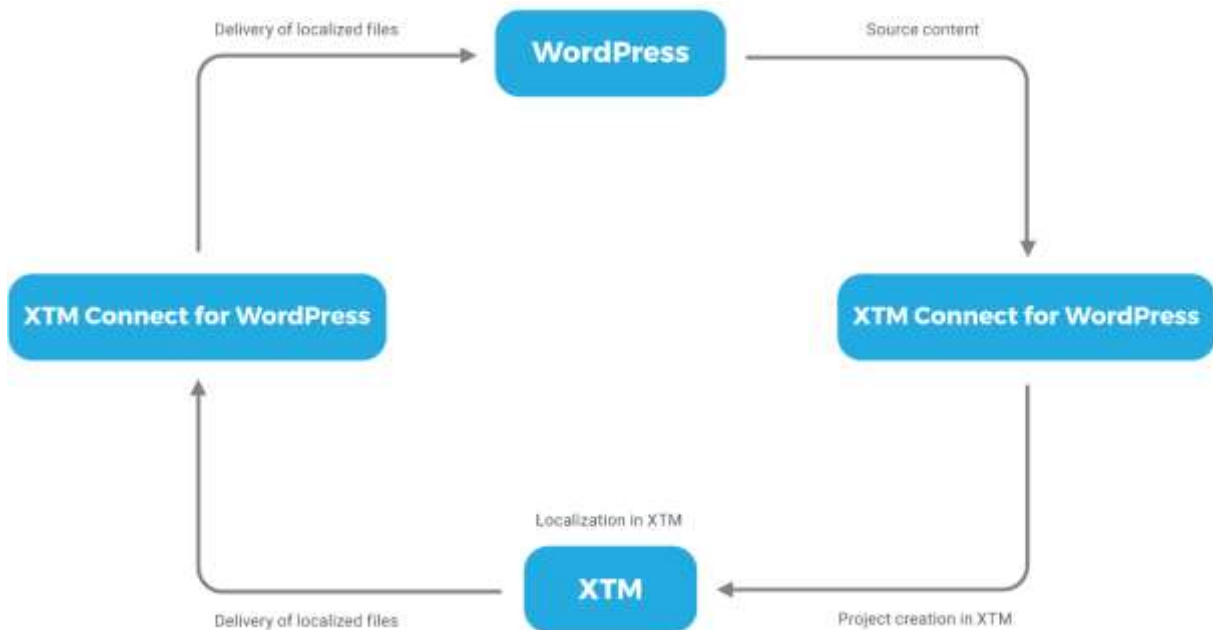 Delivery of localized files
WordPress
Source content
XTM Connect for WordPress
XTM Connect for WordPress
Localization in XTM
XTM
Delivery of localized files
Project creation in XTM